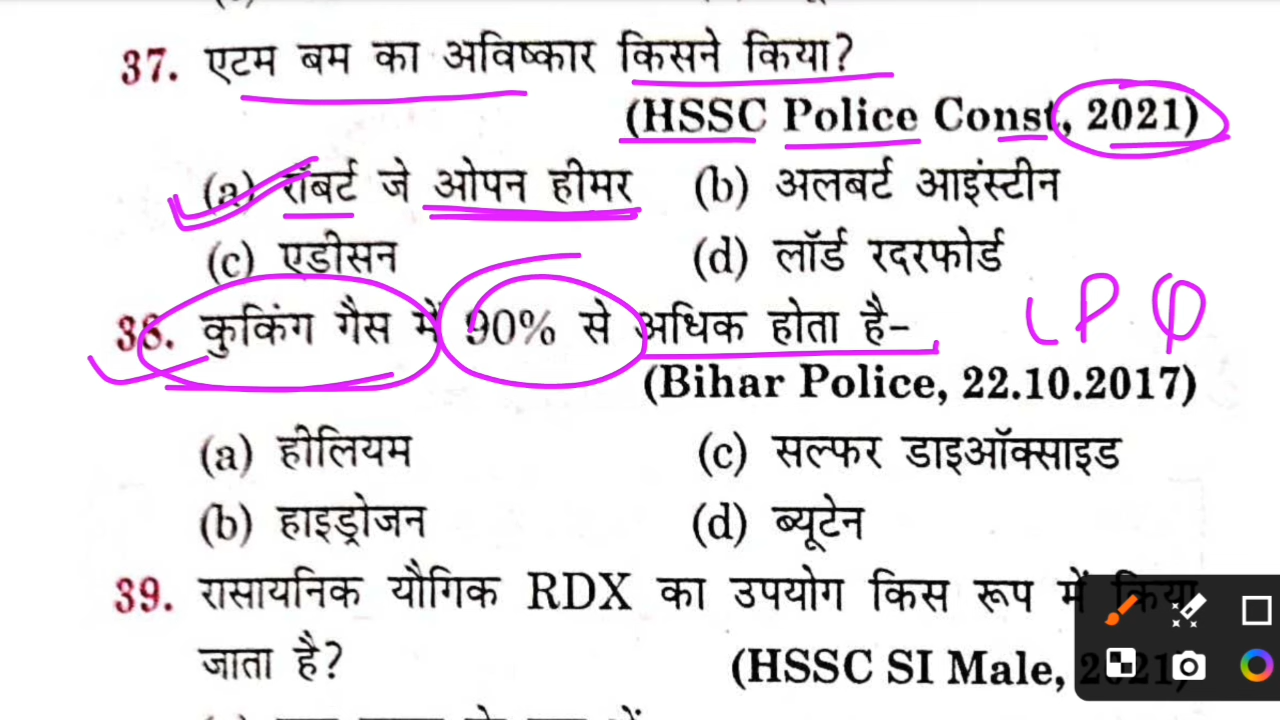 37. एटम बम का अविष्कार किसने किया?
(HSSC Police Const, 2021)
(a) रॉबर्ट जे ओपन हीमर (b) अलबर्ट आइंस्टीन
(c) एडीसन (d) लॉर्ड रदरफोर्ड
38. कुकिंग गैस में 90% से अधिक होता है-
LP
(Bihar Police, 22.10.2017)
(a) हीलियम (c) सल्फर डाइऑक्साइड
(b) हाइड्रोजन (d) ब्यूटेन
39. रासायनिक यौगिक RDX का उपयोग किस रूप में किया
जाता है? (HSSC SI Male, 2021)